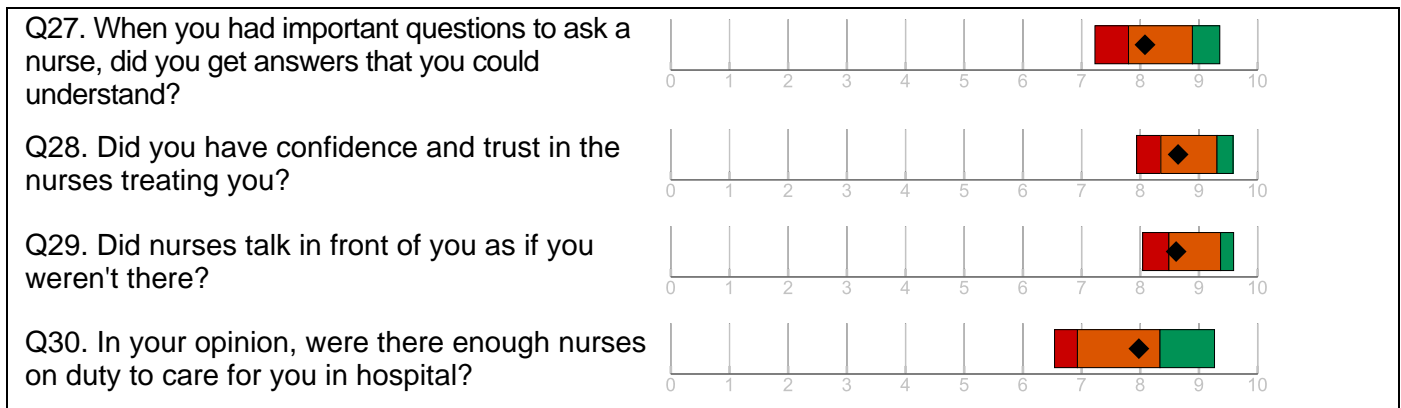 Q27. When you had important questions to ask a
nurse, did you get answers that you could
understand?
0 1 2 3 4 5 6 7 8 9 10
Q28. Did you have confidence and trust in the
nurses treating you?
0 1 2 3 4 5 6 7 8 9 10
Q29. Did nurses talk in front of you as if you
weren't there?
0 1 2 3 4 5 6 7 8 9 10
Q30. In your opinion, were there enough nurses
on duty to care for you in hospital?
0 1 2 3 4 5 6 7 8 9 10